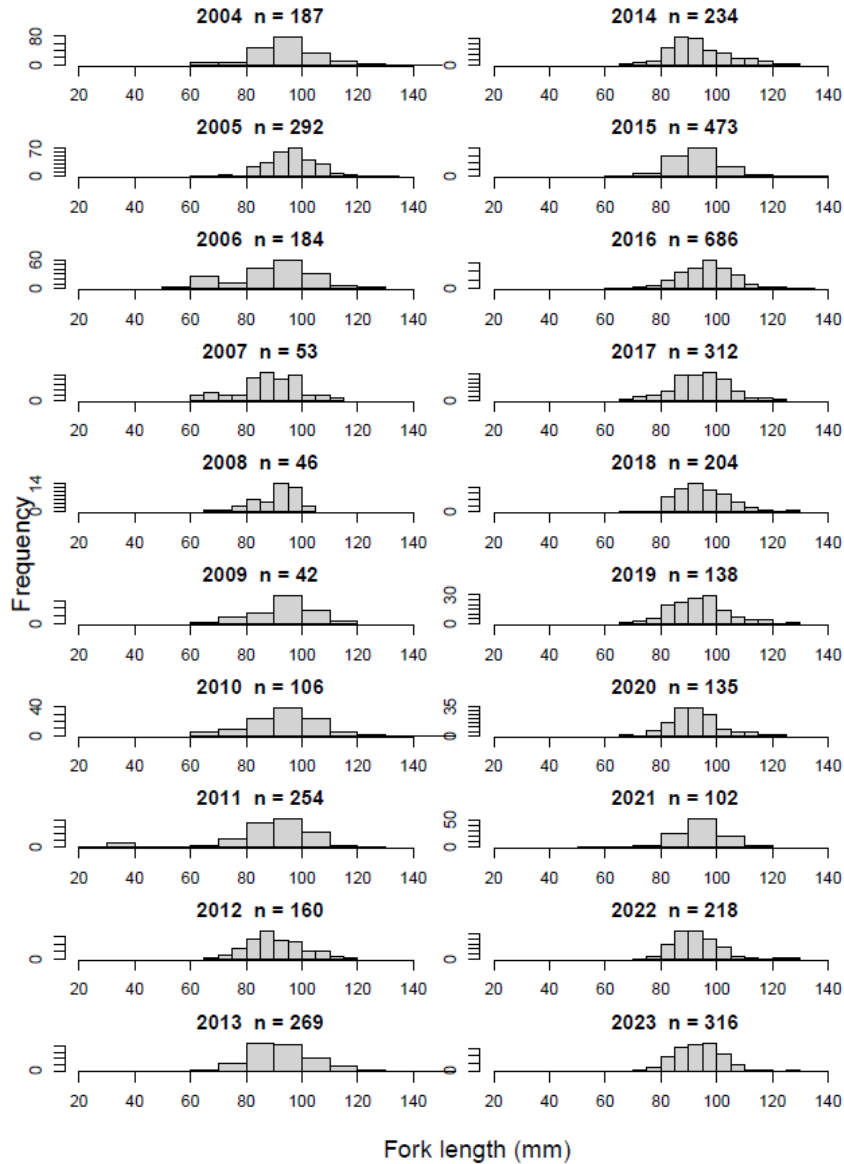 2004 n = 187
80
0
20 40 60 80 100 120 140
2005 n = 292
70
0
20 40 60 80 100 120 140
2006 n = 184
60
0
20 40 60 80 100 120 140
2007 n = 53
0
20 40 60 80 100 120 140
2008 n = 46
14
0
20 40 60 80 100 120 140
2009 n = 42
0
20 40 60 80 100 120 140
2010 n = 106
40
0
20 40 60 80 100 120 140
2011 n = 254
0
20 40 60 80 100 120 140
2012 n = 160
0
20 40 60 80 100 120 140
2013 n = 269
0
20 40 60 80 100 120 140
2014 n = 234
0
20 40 60 80 100 120 140
2015 n = 473
0
20 40 60 80 100 120 140
2016 n = 686
0
20 40 60 80 100 120 140
2017 n = 312
0
20 40 60 80 100 120 140
2018 n = 204
0
20 40 60 80 100 120 140
2019 n = 138
30
0
20 40 60 80 100 120 140
2020 n = 135
35
0
20 40 60 80 100 120 140
2021 n = 102
50
0
20 40 60 80 100 120 140
2022 n = 218
0
20 40 60 80 100 120 140
2023 n = 316
0
20 40 60 80 100 120 140
Frequency
Fork length (mm)